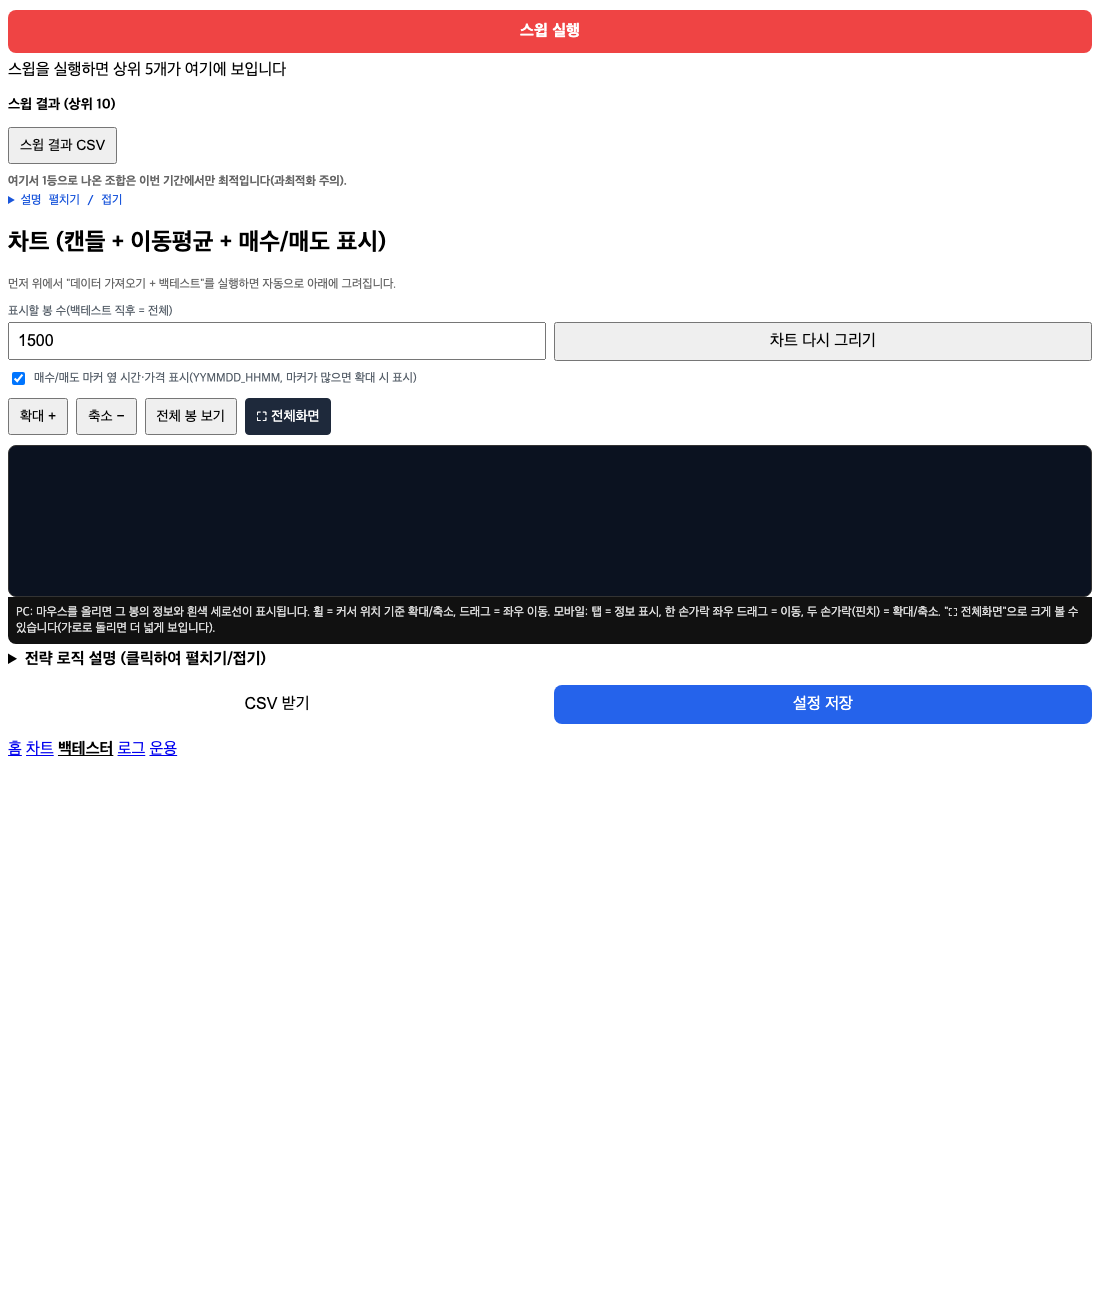 스윕 실행
스윕을 실행하면 상위 5개가 여기에 보입니다
스윕 결과 (상위 10)
스윕 결과 CSV
여기서 1등으로 나온 조합은 이번 기간에서만 최적입니다(과최적화 주의).
▶ 설명 펼치기 / 접기
차트 (캔들 + 이동평균 + 매수/매도 표시)
먼저 위에서 "데이터 가져오기 + 백테스트"를 실행하면 자동으로 아래에 그려집니다.
표시할 봉 수(백테스트 직후 = 전체)
1500 차트 다시 그리기
매수/매도 마커 옆 시간·가격 표시(YYMMDD_HHMM, 마커가 많으면 확대 시 표시)
확대 + 축소 − 전체 봉 보기 ⛶ 전체화면
PC: 마우스를 올리면 그 봉의 정보와 흰색 세로선이 표시됩니다. 휠 = 커서 위치 기준 확대/축소, 드래그 = 좌우 이동. 모바일: 탭 = 정보 표시, 한 손가락 좌우 드래그 = 이동, 두 손가락(핀치) = 확대/축소. "⛶ 전체화면"으로 크게 볼 수
있습니다(가로로 돌리면 더 넓게 보입니다).
▶ 전략 로직 설명 (클릭하여 펼치기/접기)
CSV 받기 설정 저장
홈 차트 백테스터 로그 운용